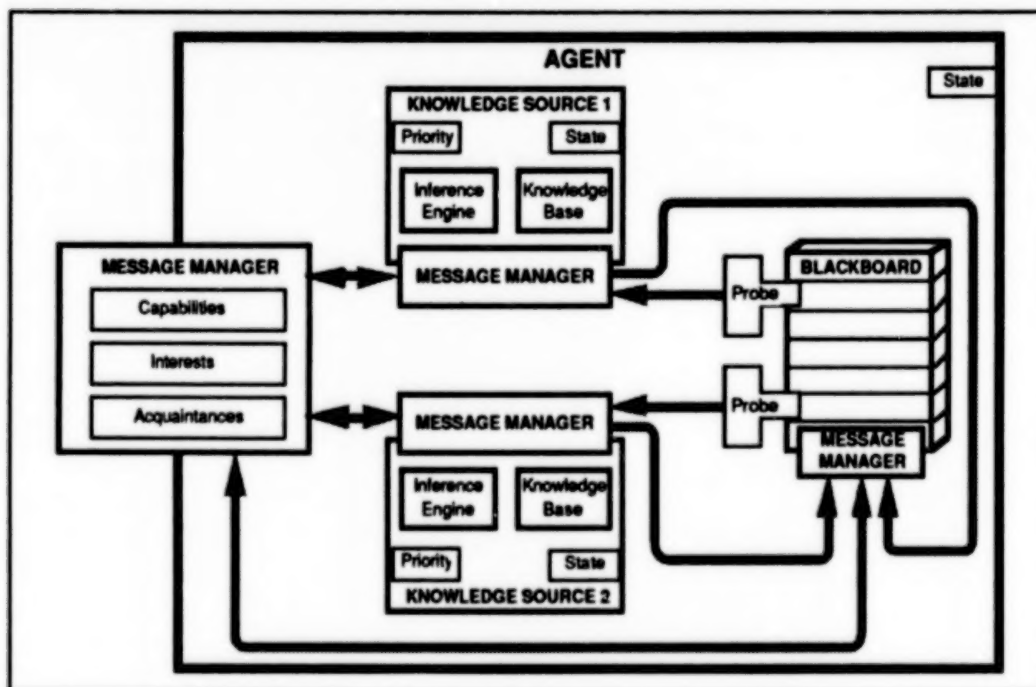 AGENT
State
KNOWLEDGE SOURCE 1
Priority
State
Inference
Engine
Knowledge
Base
MESSAGE MANAGER
MESSAGE MANAGER
Capabilities
Interests
Acquaintances
BLACKBOARD
Probe
Probe
MESSAGE
MANAGER
MESSAGE MANAGER
Inference
Engine
Knowledge
Base
Priority
State
KNOWLEDGE SOURCE 2